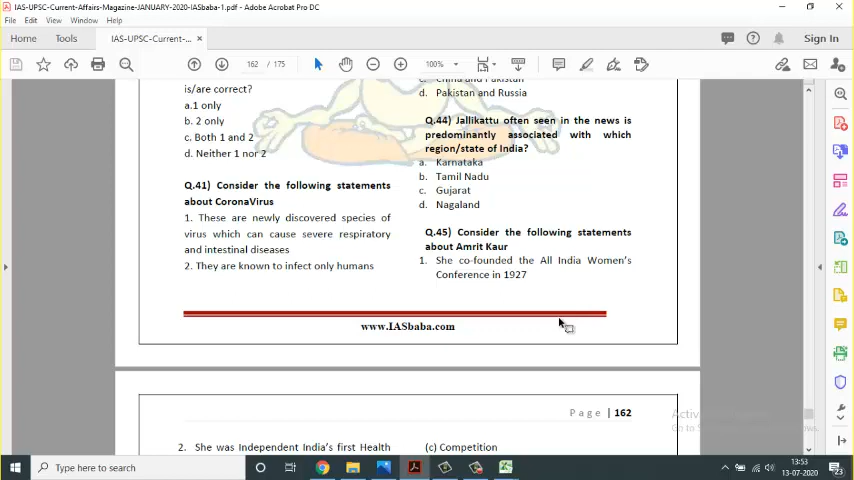 IAS-UPSC-Current-Affairs-Magazine-JANUARY-2020-IASbaba-1.pdf - Adobe Acrobat Pro DC
File Edit View Window Help
Home Tools IAS-UPSC-Current-... × Sign In
162 / 175 100%
is/are correct?
a.1 only
b. 2 only
c. Both 1 and 2
d. Neither 1 nor 2
Q.41) Consider the following statements
about CoronaVirus
1. These are newly discovered species of
virus which can cause severe respiratory
and intestinal diseases
2. They are known to infect only humans
c. China and Pakistan
d. Pakistan and Russia
Q.44) Jallikattu often seen in the news is
predominantly associated with which
region/state of India?
a. Karnataka
b. Tamil Nadu
c. Gujarat
d. Nagaland
Q.45) Consider the following statements
about Amrit Kaur
1. She co-founded the All India Women's
Conference in 1927
www.IASbaba.com
Page | 162
2. She was Independent India's first Health
(c) Competition
Type here to search
13:53
13-07-2020
23